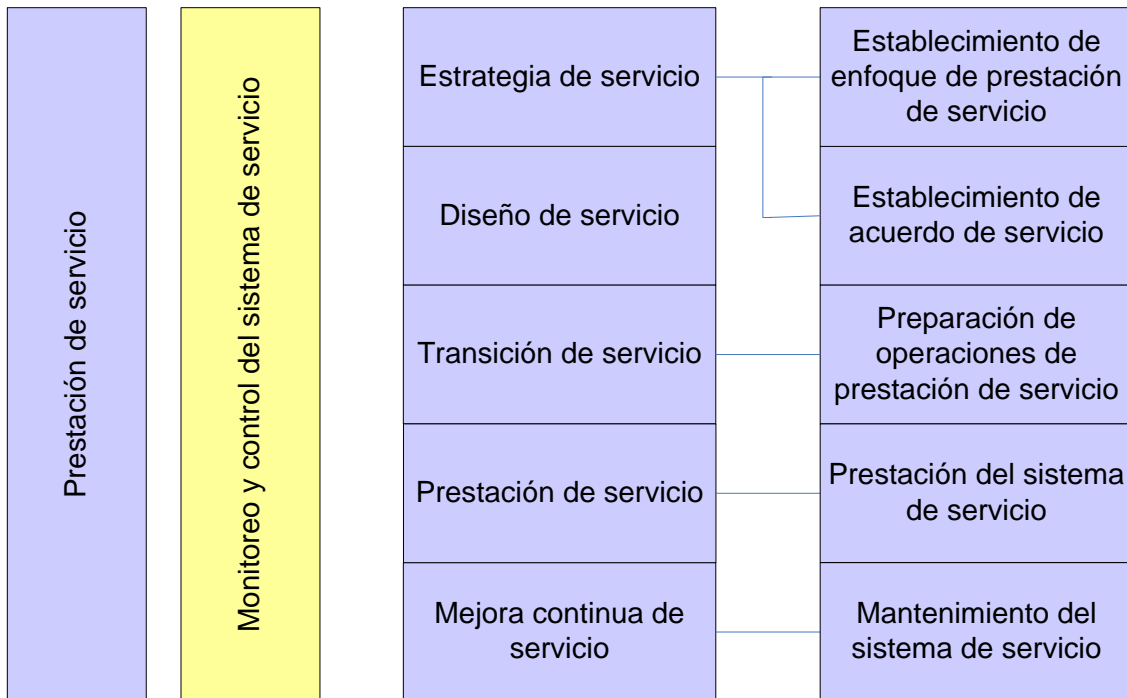 Prestación de servicio
Monitoreo y control del sistema de servicio
Estrategia de servicio
Establecimiento de
enfoque de prestación
de servicio
Diseño de servicio
Establecimiento de
acuerdo de servicio
Transición de servicio
Preparación de
operaciones de
prestación de servicio
Prestación de servicio
Prestación del sistema
de servicio
Mejora continua de
servicio
Mantenimiento del
sistema de servicio